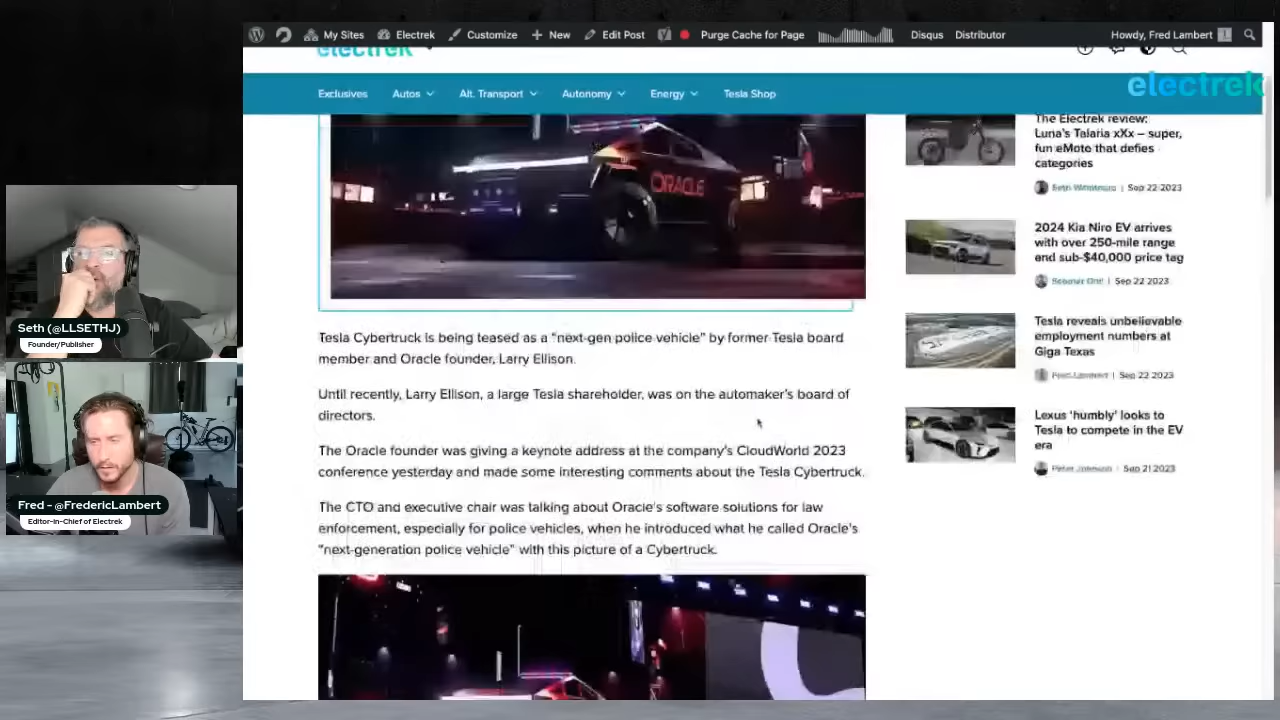 My Sites
Electrek
Customize
New
Edit Post
Purge Cache for Page
Disqus
Distributor
Howdy, Fred Lambert
electrek
electrek
Exclusives
Autos
Alt. Transport
Autonomy
Energy
Tesla Shop
ORACLE
Tesla Cybertruck is being teased as a “next-gen police vehicle” by former Tesla board
member and Oracle founder, Larry Ellison.
Until recently, Larry Ellison, a large Tesla shareholder, was on the automaker’s board of
directors.
The Oracle founder was giving a keynote address at the company’s CloudWorld 2023
conference yesterday and made some interesting comments about the Tesla Cybertruck.
The CTO and executive chair was talking about Oracle’s software solutions for law
enforcement, especially for police vehicles, when he introduced what he called Oracle’s
“next-generation police vehicle” with this picture of a Cybertruck.
The Electrek review:
Luna’s Talaria xXx – super,
fun eMoto that defies
categories
| Sep 22 2023
2024 Kia Niro EV arrives
with over 250-mile range
and sub-$40,000 price tag
| Sep 22 2023
Tesla reveals unbelievable
employment numbers at
Giga Texas
Fred Lambert | Sep 22 2023
Lexus ‘humbly’ looks to
Tesla to compete in the EV
era
Peter Johnson | Sep 21 2023
Seth (@LLSETHJ)
Founder/Publisher
Fred - @FredericLambert
Editor-in-Chief of Electrek